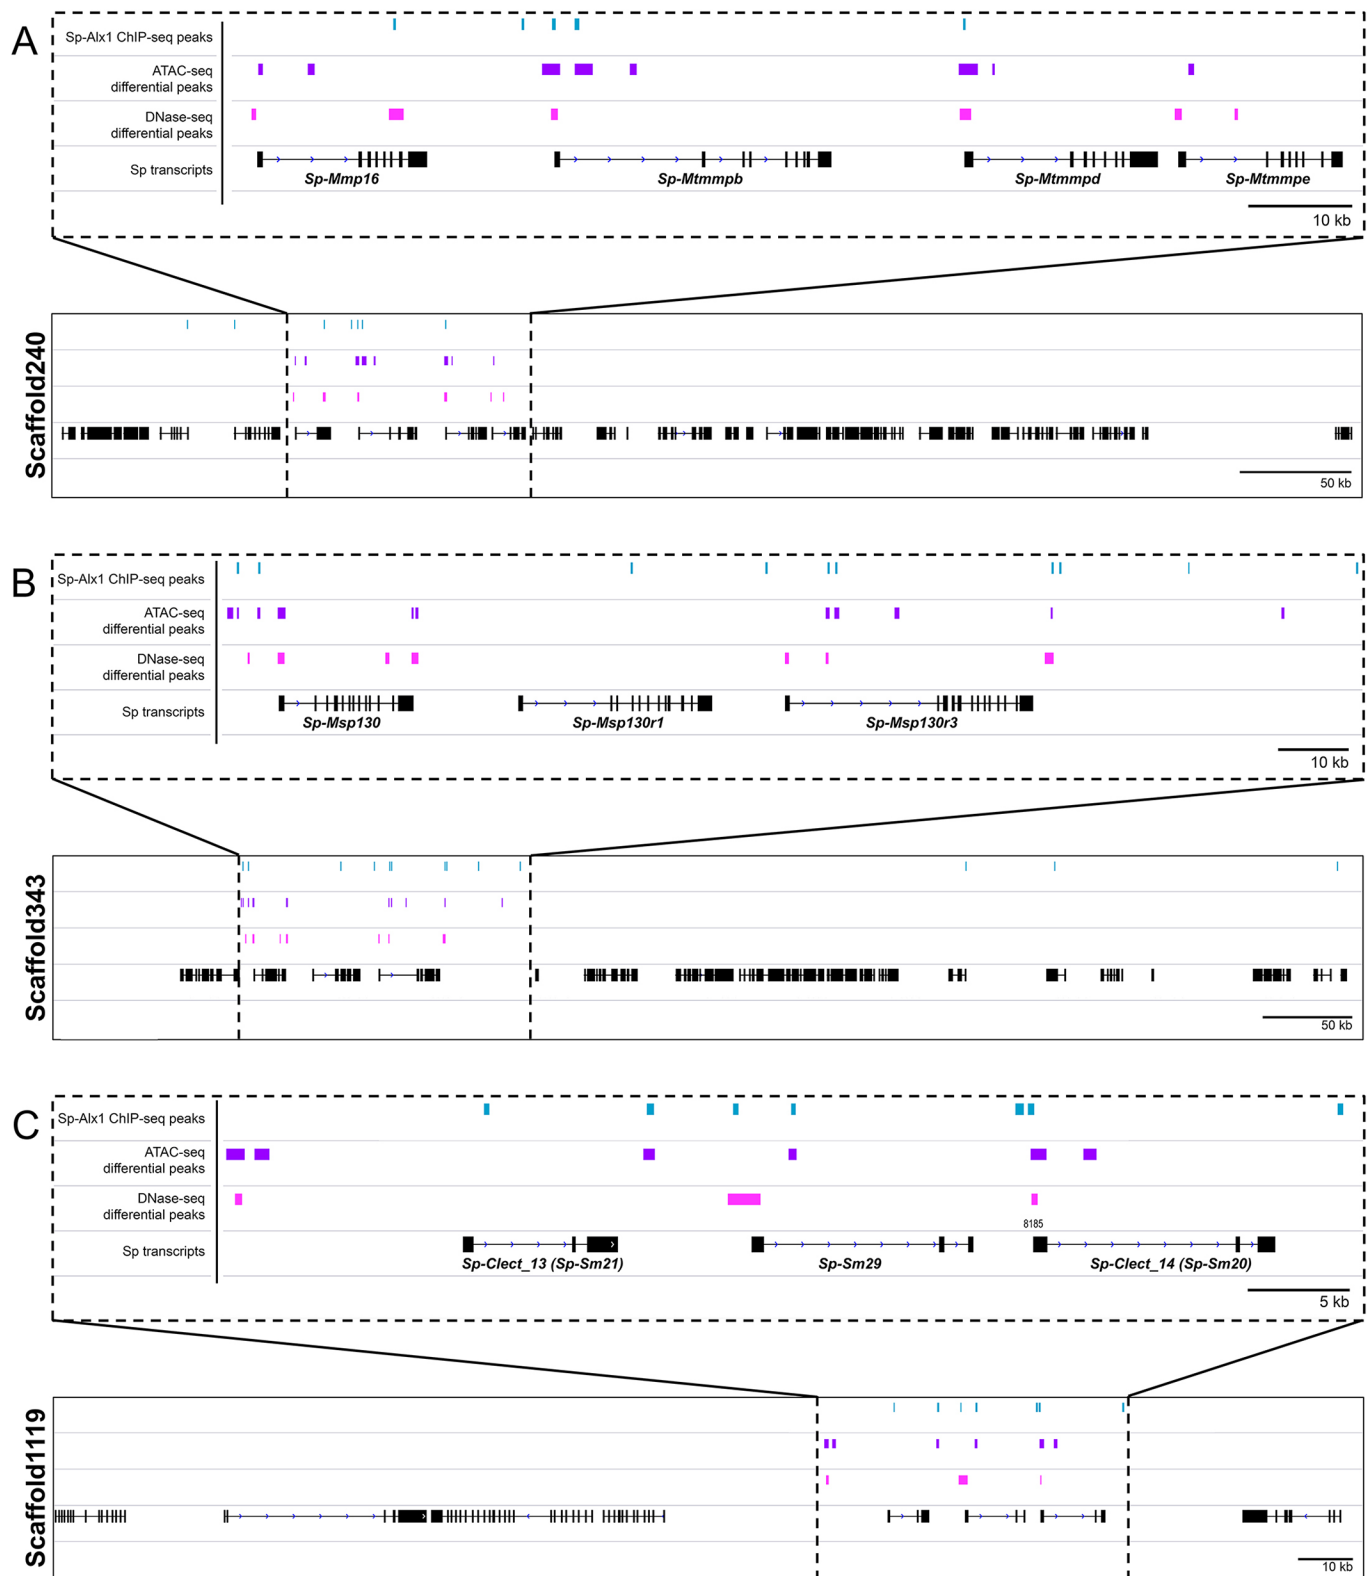 A
Sp-Alx1 ChIP-seq peaks
ATAC-seq
differential peaks
DNase-seq
differential peaks
Sp transcripts
Sp-Mmp16
Sp-Mtmmpb
Sp-Mtmmpd
Sp-Mtmmpe
10 kb
Scaffold240
50 kb
B
Sp-Alx1 ChIP-seq peaks
ATAC-seq
differential peaks
DNase-seq
differential peaks
Sp transcripts
Sp-Msp130
Sp-Msp130r1
Sp-Msp130r3
10 kb
Scaffold343
50 kb
C
Sp-Alx1 ChIP-seq peaks
ATAC-seq
differential peaks
DNase-seq
differential peaks
8185
Sp transcripts
Sp-Clect_13 (Sp-Sm21)
Sp-Sm29
Sp-Clect_14 (Sp-Sm20)
5 kb
Scaffold1119
10 kb